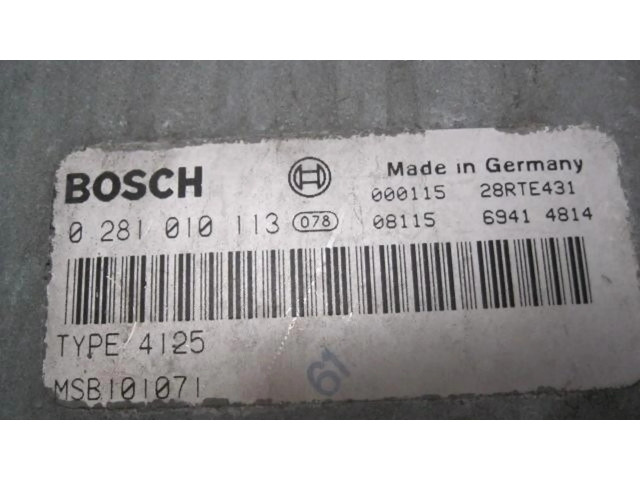 BOSCH
Made in Germany
000115 28RTE431
0 281 010 113 078 08115 6941 4814
TYPE 4125
MSB101071
61